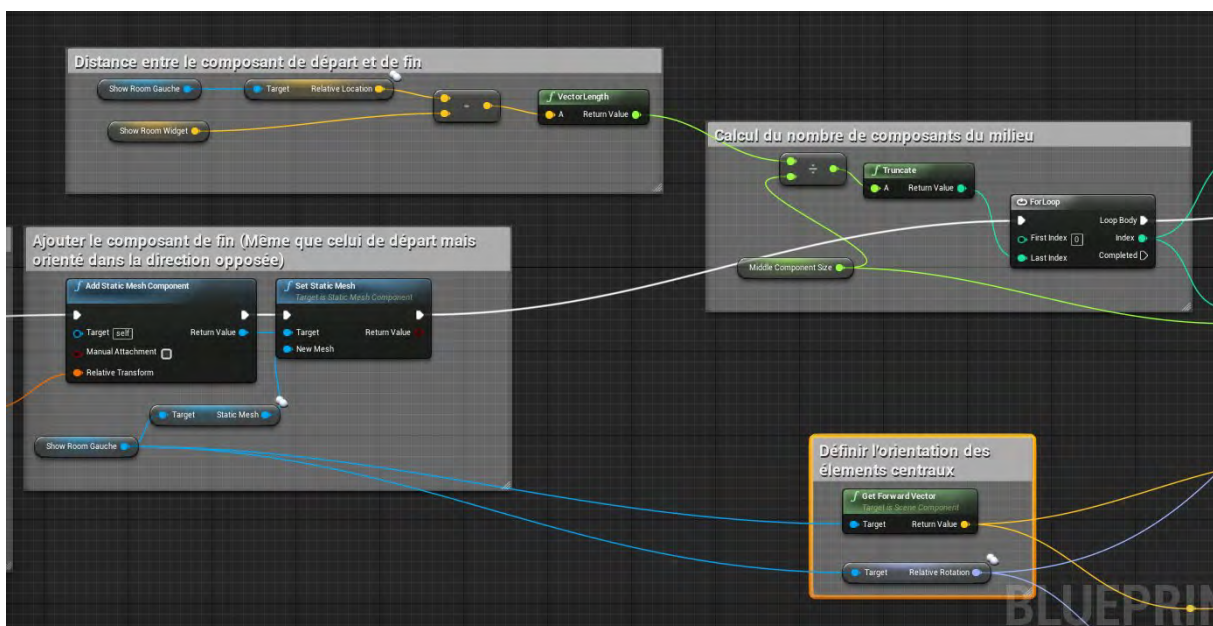 Distance entre le composant de départ et de fin
Show Room Gauche
Target Relative Location
Show Room Widget
-
f VectorLength
A Return Value
Calcul du nombre de composants du milieu
÷
f Truncate
A Return Value
Middle Component Size
ForLoop
Loop Body
First Index 0 Index
Last Index Completed
Ajouter le composant de fin (Même que celui de départ mais
orienté dans la direction opposée)
f Add Static Mesh Component
Target self Return Value
Manual Attachment
Relative Transform
f Set Static Mesh
Target is Static Mesh Component
Target Return Value
New Mesh
Target Static Mesh
Show Room Gauche
Définir l'orientation des
élements centraux
f Get Forward Vector
Target is Scene Component
Target Return Value
Target Relative Rotation
BLUEPRIN